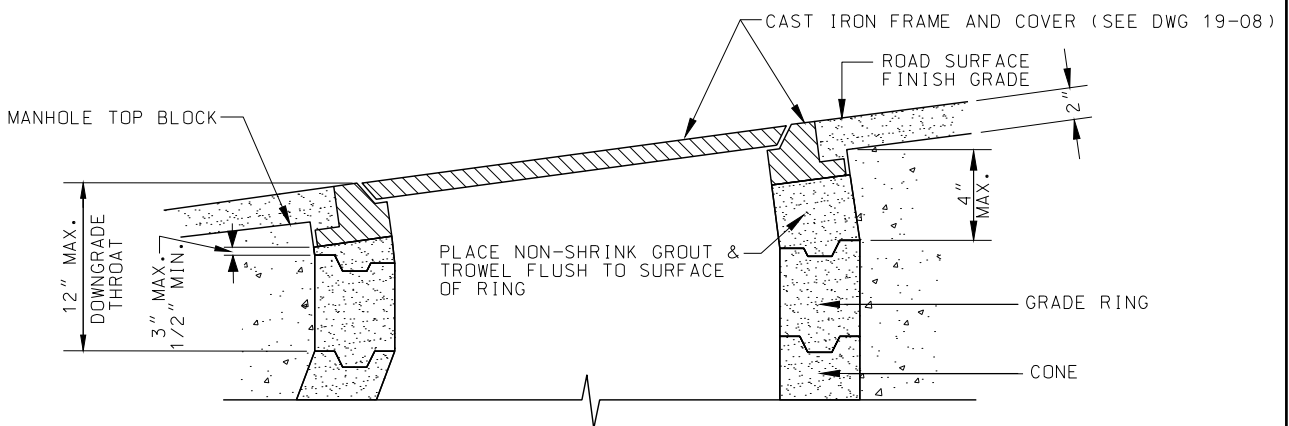 CAST IRON FRAME AND COVER (SEE DWG 19-08)
ROAD SURFACE
FINISH GRADE
2"
MANHOLE TOP BLOCK
4"
MAX.
12" MAX.
DOWNGRADE
THROAT
3" MAX.
1/2" MIN.
PLACE NON-SHRINK GROUT &
TROWEL FLUSH TO SURFACE
OF RING
GRADE RING
CONE